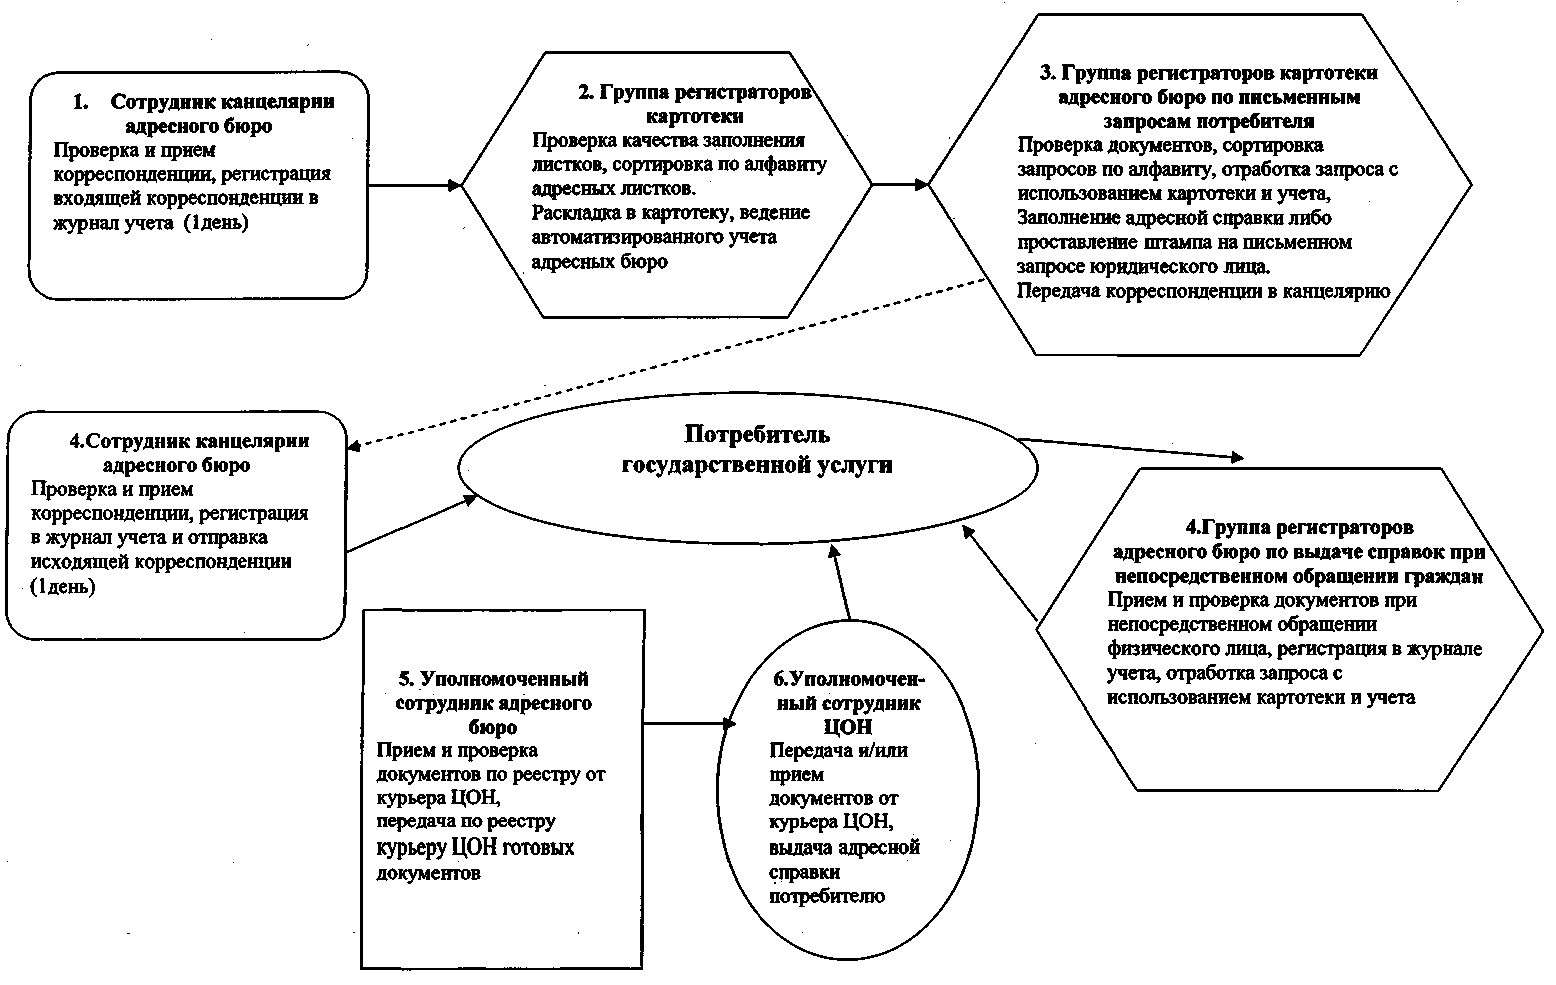 1. Сотрудник канцелярии
адресного бюро
Проверка и прием
корреспонденции, регистрация
входящей корреспонденции в
журнал учета (1день)
2. Группа регистраторов
картотеки
Проверка качества заполнения
листков, сортировка по алфавиту
адресных листков.
Раскладка в картотеку, ведение
автоматизированного учета
адресных бюро
3. Группа регистраторов картотеки
адресного бюро по письменным
запросам потребителя
Проверка документов, сортировка
запросов по алфавиту, отработка запроса с
использованием картотеки и учета,
Заполнение адресной справки либо
проставление штампа на письменном
запросе юридического лица.
Передача корреспонденции в канцелярию
4.Сотрудник канцелярии
адресного бюро
Проверка и прием
корреспонденции, регистрация
в журнал учета и отправка
исходящей корреспонденции
(1день)
Потребитель
государственной услуги
4.Группа регистраторов
адресного бюро по выдаче справок при
непосредственном обращении граждан
Прием и проверка документов при
непосредственном обращении
физического лица, регистрация в журнале
учета, отработка запроса с
использованием картотеки и учета
5. Уполномоченный
сотрудник адресного
бюро
Прием и проверка
документов по реестру от
курьера ЦОН,
передача по реестру
курьеру ЦОН готовых
документов
6.Уполномочен-
ный сотрудник
ЦОН
Передача и/или
прием
документов от
курьера ЦОН,
выдача адресной
справки
потребителю